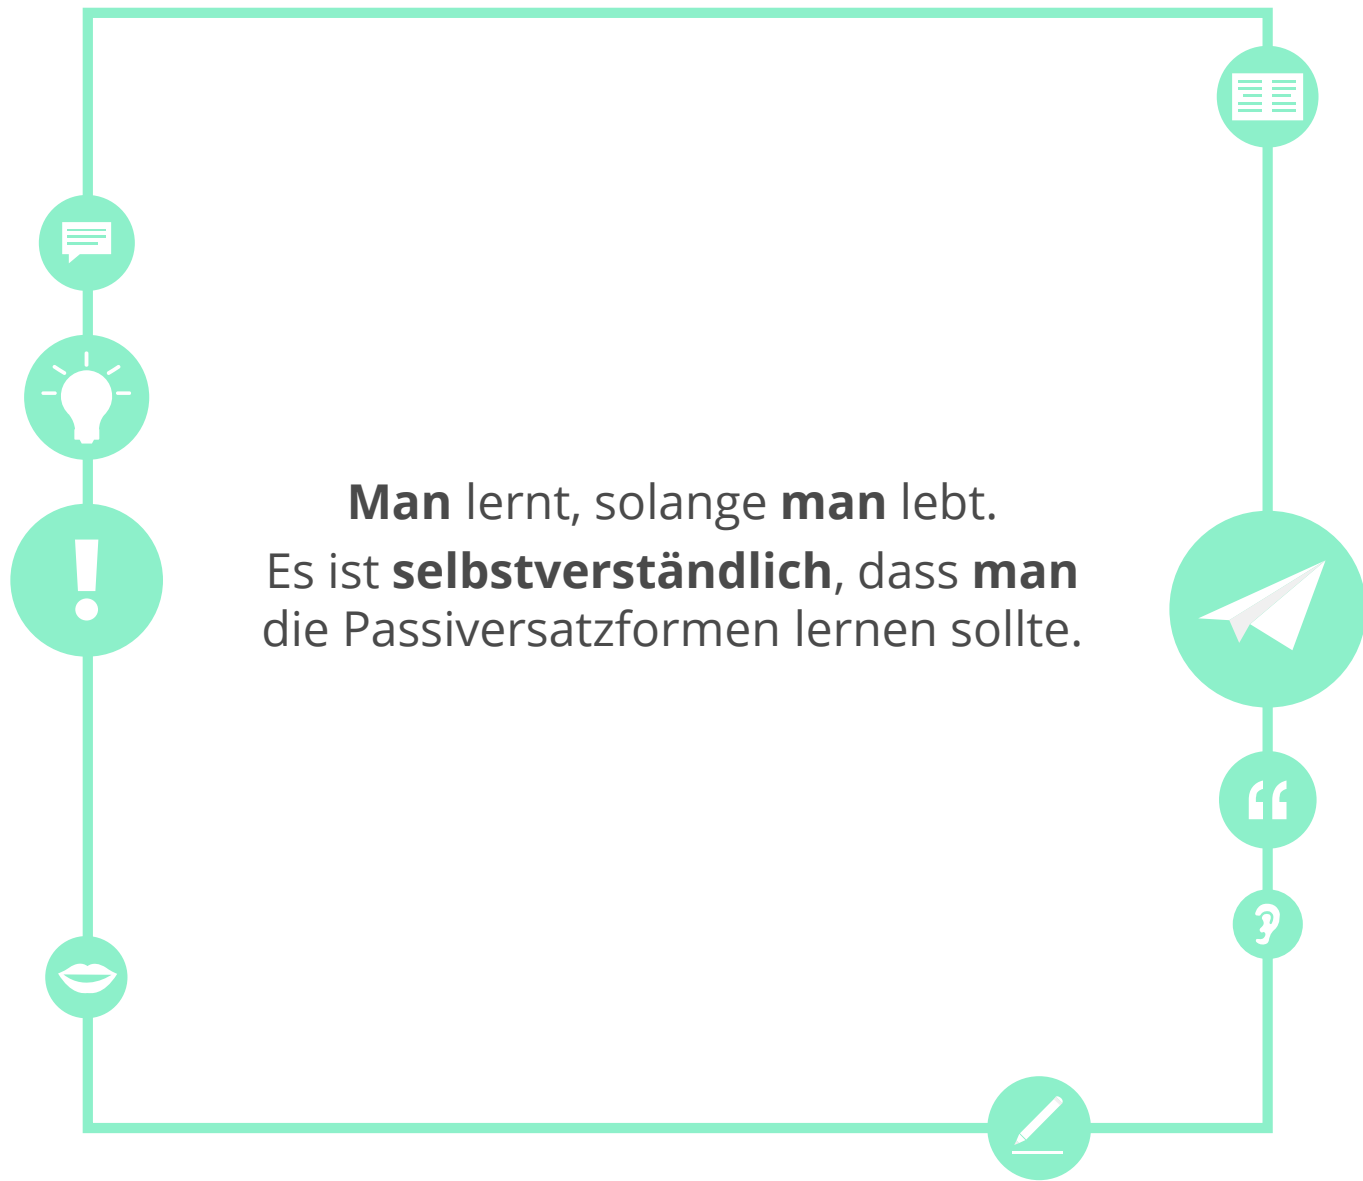 Man lernt, solange man lebt.
Es ist selbstverständlich, dass man
die Passiversatzformen lernen sollte.